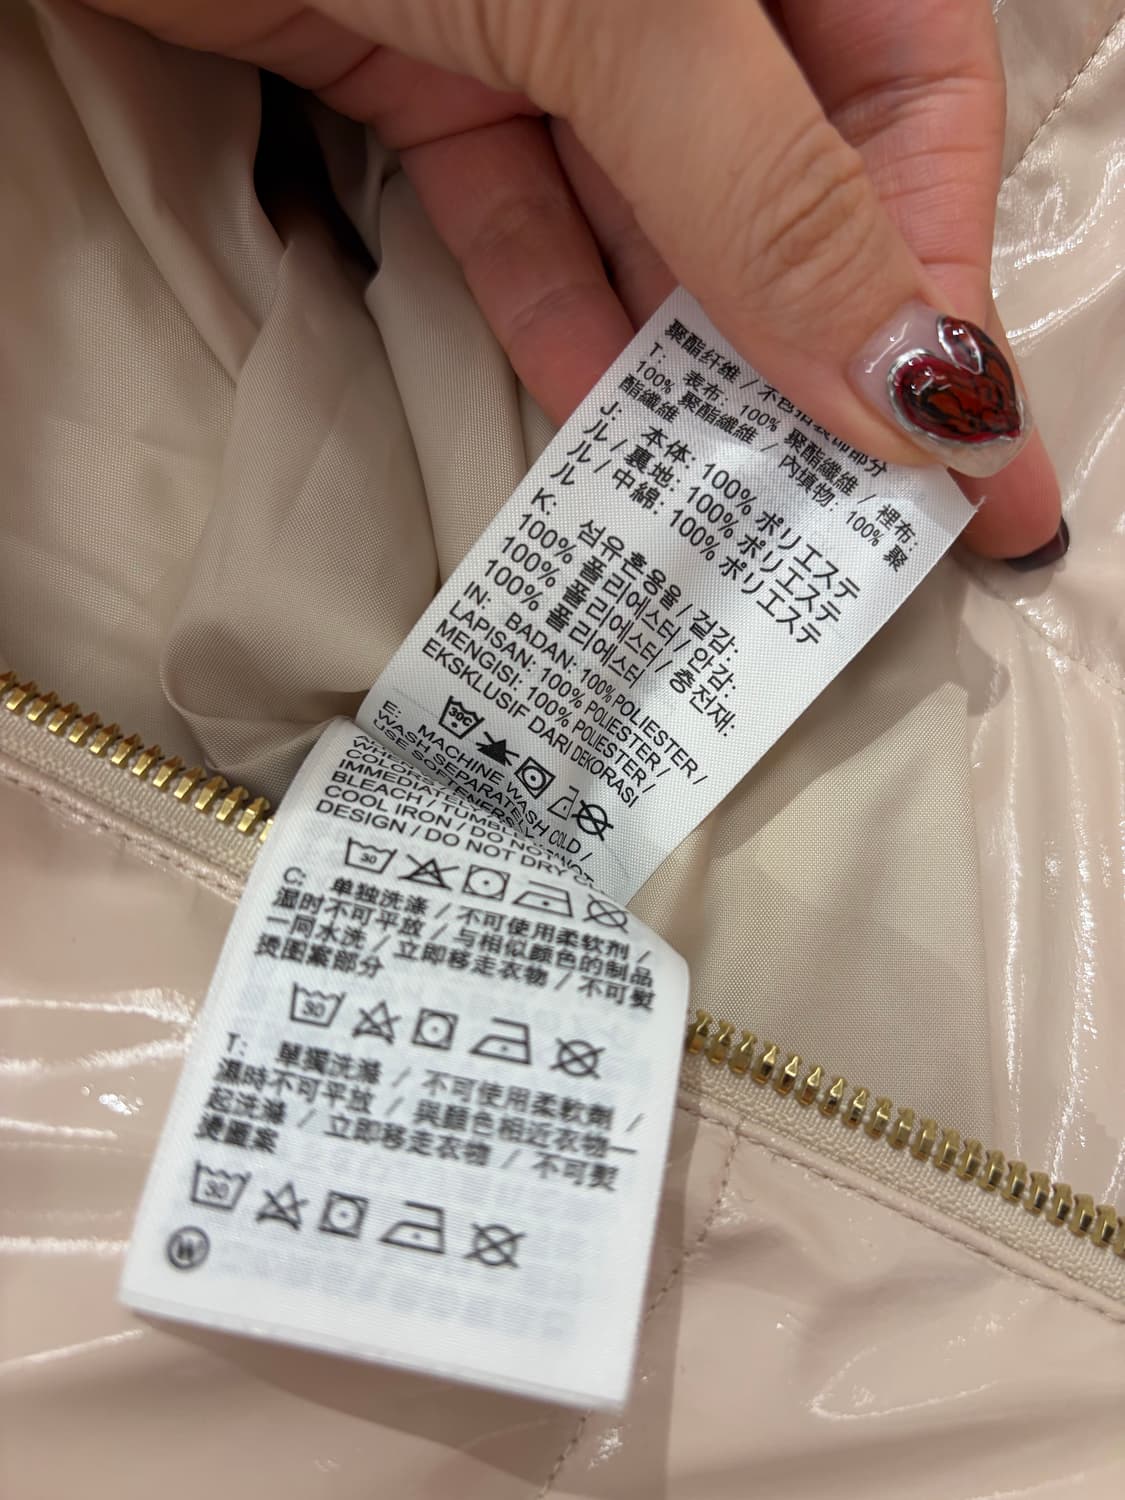 聚酯纤维 / 不包括装饰部分
T: 表布: 100% 聚酯纖維 / 裡布:
100% 聚酯纖維 / 內填物: 100% 聚
酯纖維
J: 本体: 100% ポリエステ
ル / 裏地: 100% ポリエステ
ル / 中綿: 100% ポリエステ
ル
K: 섬유혼용율 / 겉감:
100% 폴리에스터 / 안감:
100% 폴리에스터 / 충전재:
100% 폴리에스터
IN: BADAN: 100% POLIESTER /
LAPISAN: 100% POLIESTER /
MENGISI: 100% POLIESTER /
EKSKLUSIF DARI DEKORASI
30C
E: MACHINE WASH COLD /
WASH SEPARATELY
USE SOFTENERS
IMMEDIATELY
BLEACH / TUMBLE
COOL IRON / DO NOT
DESIGN / DO NOT DRY
30
C: 单独洗涤 / 不可使用柔软剂 /
湿时不可平放 / 与相似颜色的制品
一同水洗 / 立即移走衣物 / 不可熨
烫图案部分
30
T: 單獨洗滌 / 不可使用柔軟劑 /
濕時不可平放 / 與顏色相近衣物一
起洗滌 / 立即移走衣物 / 不可熨
燙圖案
30
W